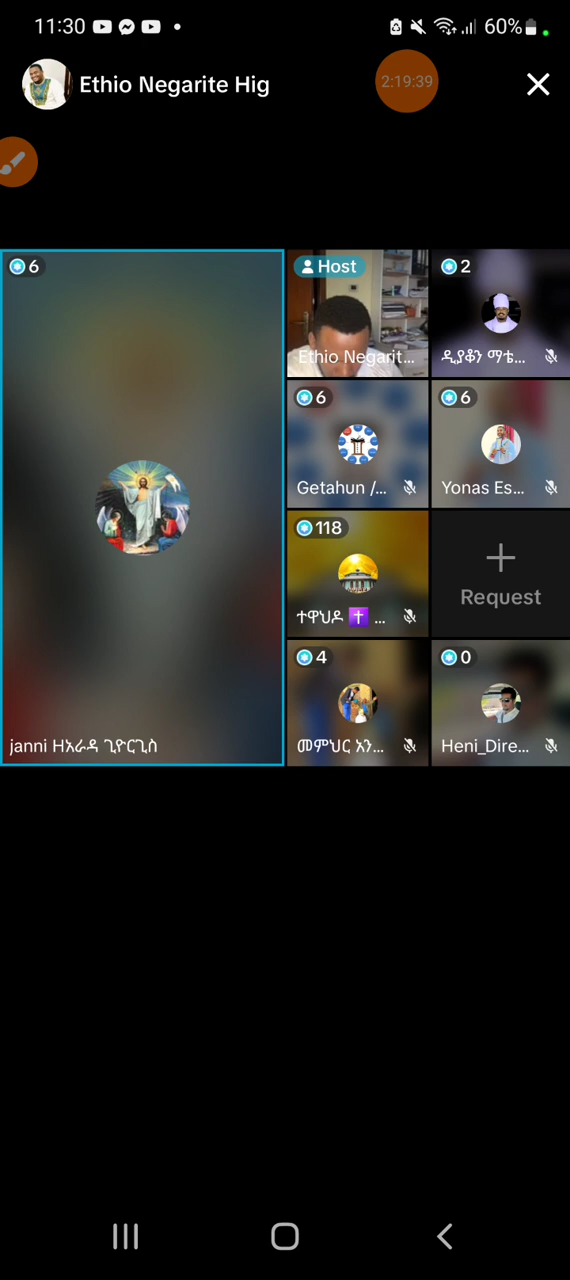 11:30
60%
Ethio Negarite Hig
2:19:39
6
Host
2
Ethio Negarit...
ዲያቆን ማቴ...
6
6
Getahun /...
Yonas Es...
118
Request
ተዋህዶ ✝️ ...
4
0
janni Hአራዳ ጊዮርጊስ
መምህር አን...
Heni_Dire...